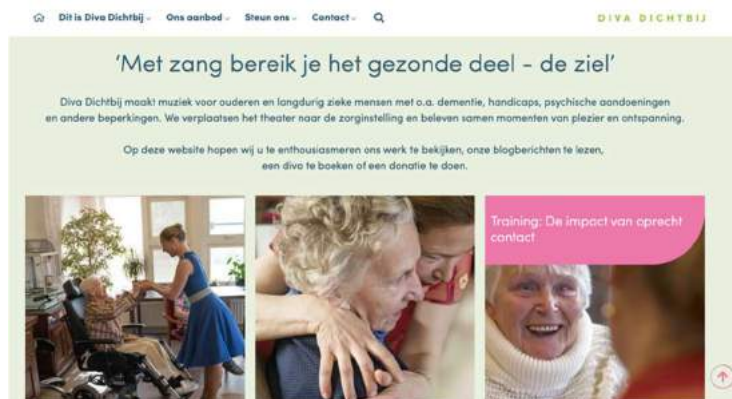 Dit is Diva Dichtbij Ons aanbod Steun ons Contact DIVA DICHTBIJ
‘Met zang bereik je het gezonde deel - de ziel’
Diva Dichtbij maakt muziek voor ouderen en langdurig zieke mensen met o.a. dementie, handicaps, psychische aandoeningen
en andere beperkingen. We verplaatsen het theater naar de zorginstelling en beleven samen momenten van plezier en ontspanning.
Op deze website hopen wij u te enthousiasmeren ons werk te bekijken, onze blogberichten te lezen,
een diva te boeken of een donatie te doen.
Training: De impact van oprecht
contact